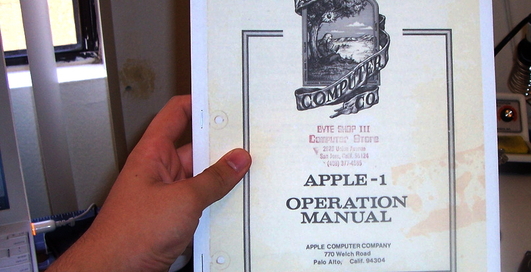 COMPUTER
CO
BYTE SHOP III
Computer Store
APPLE-1
OPERATION
MANUAL
APPLE COMPUTER COMPANY
770 Welch Road
Palo Alto, Calif. 94304